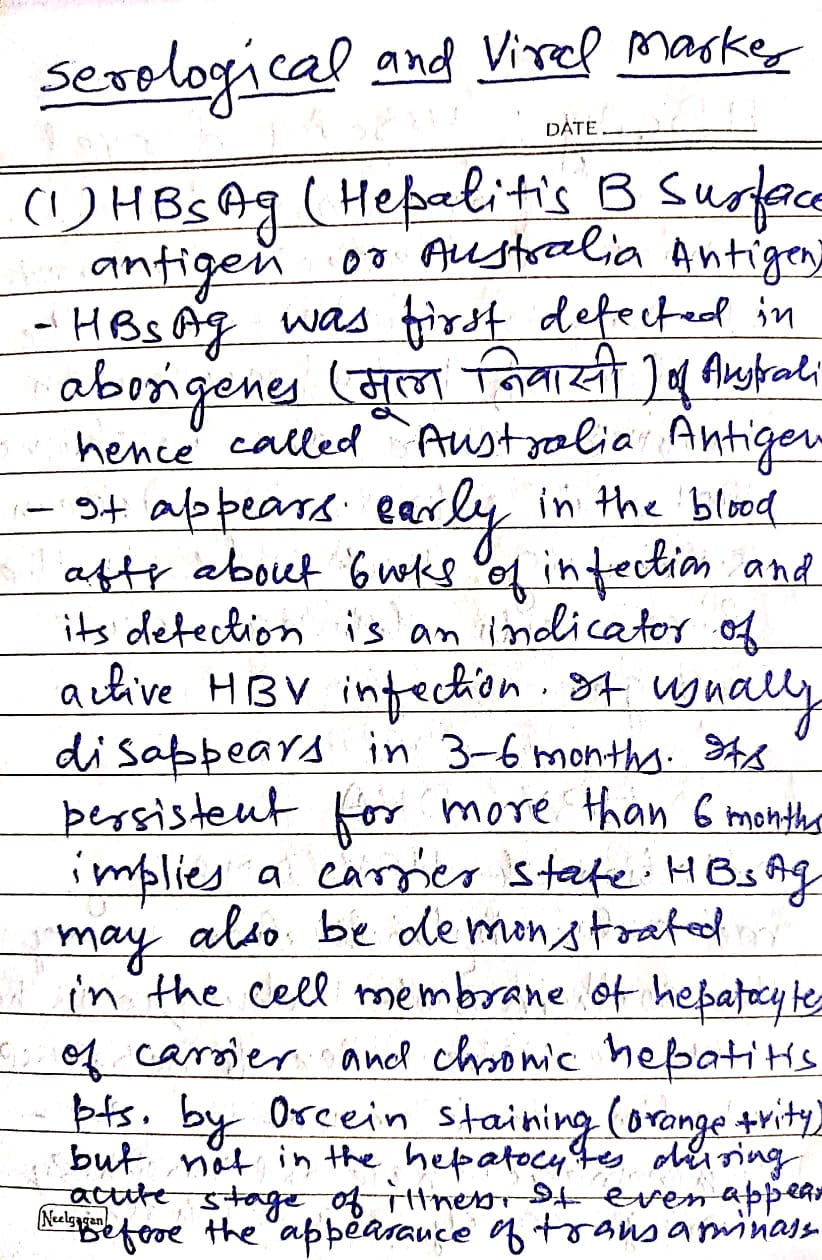 serological and Viral Marker
DATE
(1) HBsAg (Hepatitis B Surface
antigen or Australia Antigen)
- HBsAg was first detected in
aborigenes (मूल निवासी) of Australi
hence called Australia Antigen
- It appears early in the blood
after about 6 wks of infection and
its detection is an indicator of
active HBV infection. It usually
disappears in 3-6 months. Its
persistent for more than 6 months
implies a carrier state. HBsAg
may also be demonstrated
in the cell membrane of hepatocytes
of carrier and chronic hepatitis
pts. by Orcein staining (orange +vity)
but not in the hepatocytes during
acute stage of illness. It even appears
Neelgagan
before the appearance of transaminass